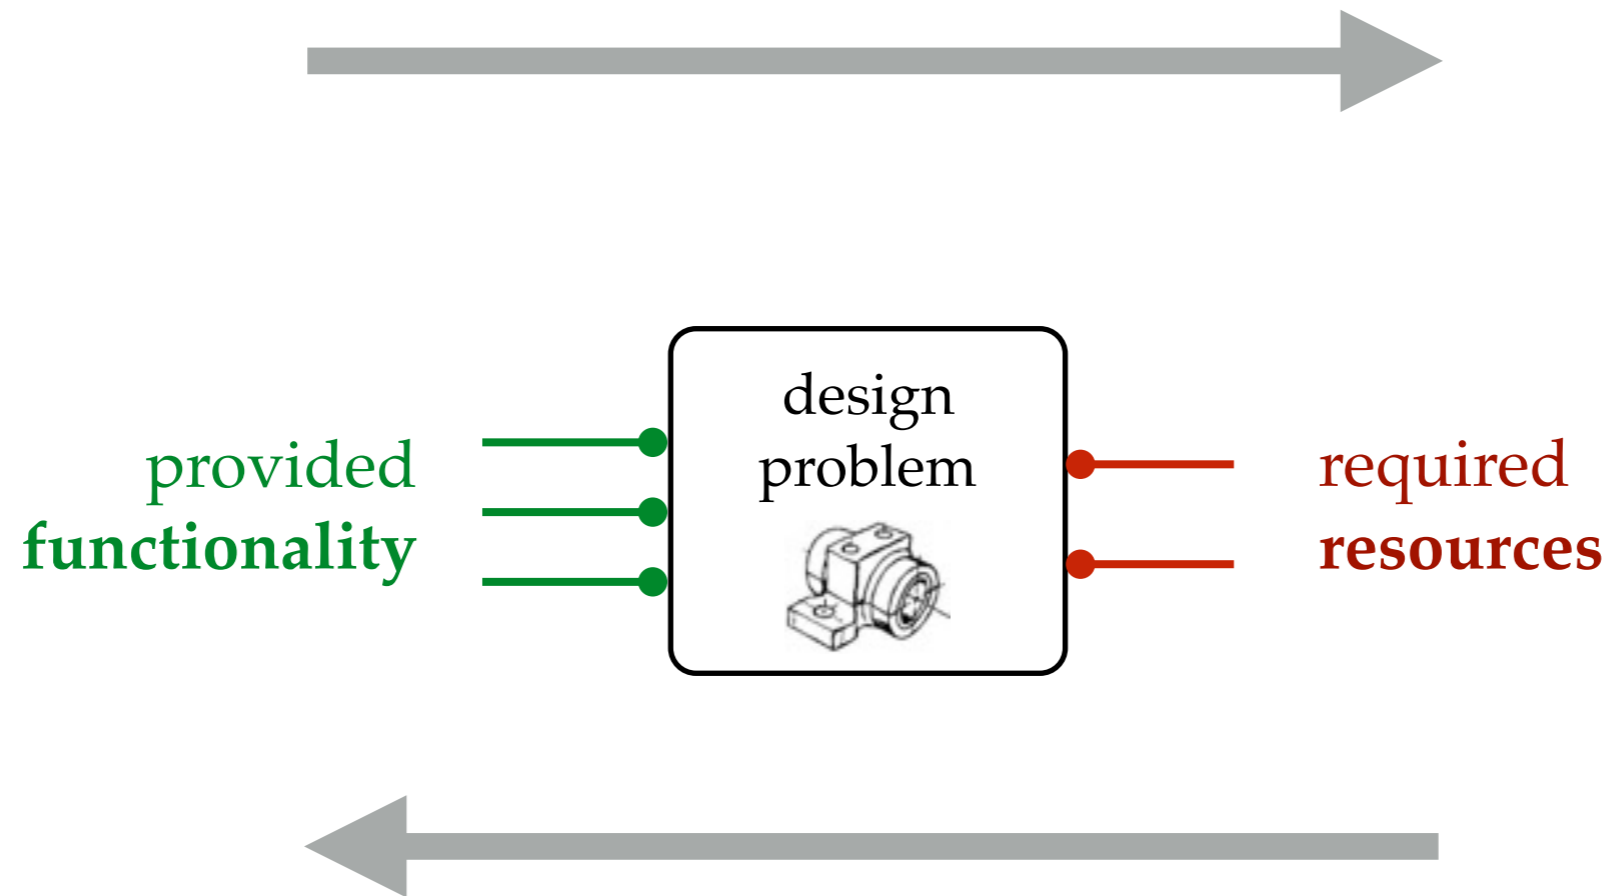 design
problem
provided
functionality
required
resources